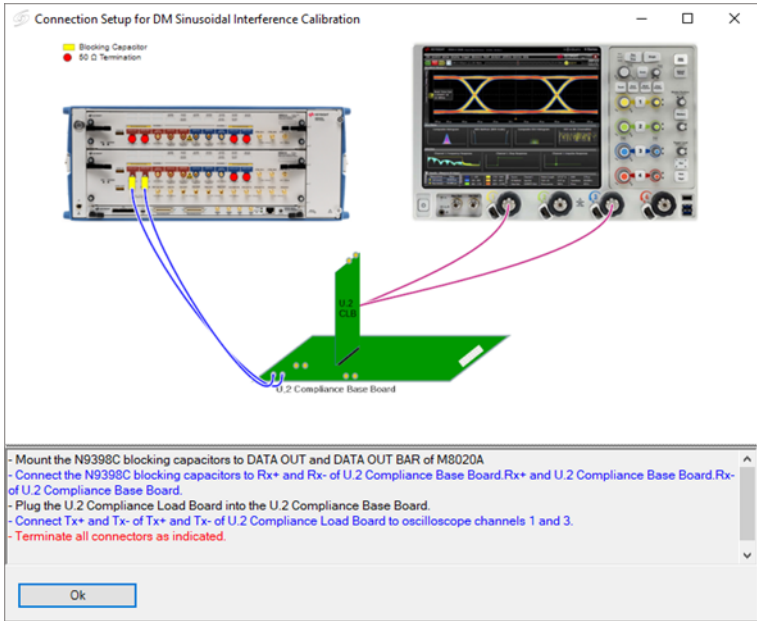 Connection Setup for DM Sinusoidal Interference Calibration
Blocking Capacitor
50 Ω Termination
U.2
CLB
U.2 Compliance Base Board
- Mount the N9398C blocking capacitors to DATA OUT and DATA OUT BAR of M8020A
- Connect the N9398C blocking capacitors to Rx+ and Rx- of U.2 Compliance Base Board.Rx+ and U.2 Compliance Base Board.Rx-
of U.2 Compliance Base Board.
- Plug the U.2 Compliance Load Board into the U.2 Compliance Base Board.
- Connect Tx+ and Tx- of Tx+ and Tx- of U.2 Compliance Load Board to oscilloscope channels 1 and 3.
- Terminate all connectors as indicated.
Ok